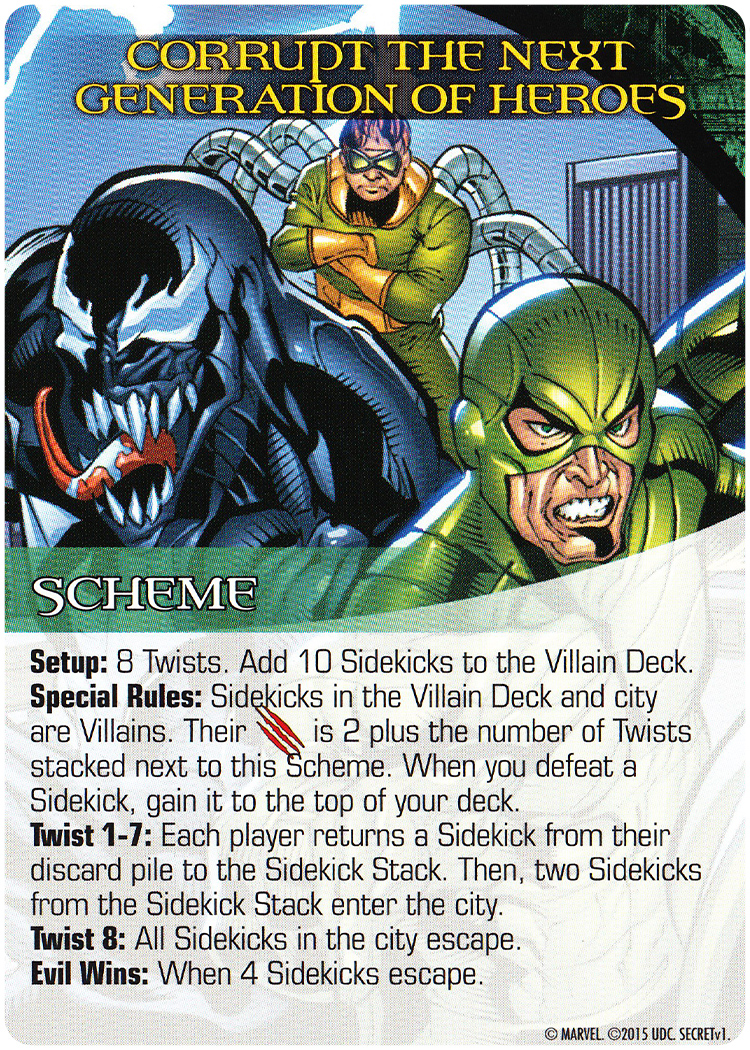 CORRUPT THE NEXT
GENERATION OF HEROES
SCHEME
Setup: 8 Twists. Add 10 Sidekicks to the Villain Deck.
Special Rules: Sidekicks in the Villain Deck and city
are Villains. Their is 2 plus the number of Twists
stacked next to this Scheme. When you defeat a
Sidekick, gain it to the top of your deck.
Twist 1-7: Each player returns a Sidekick from their
discard pile to the Sidekick Stack. Then, two Sidekicks
from the Sidekick Stack enter the city.
Twist 8: All Sidekicks in the city escape.
Evil Wins: When 4 Sidekicks escape.
© MARVEL. ©2015 UDC. SECRETv1.